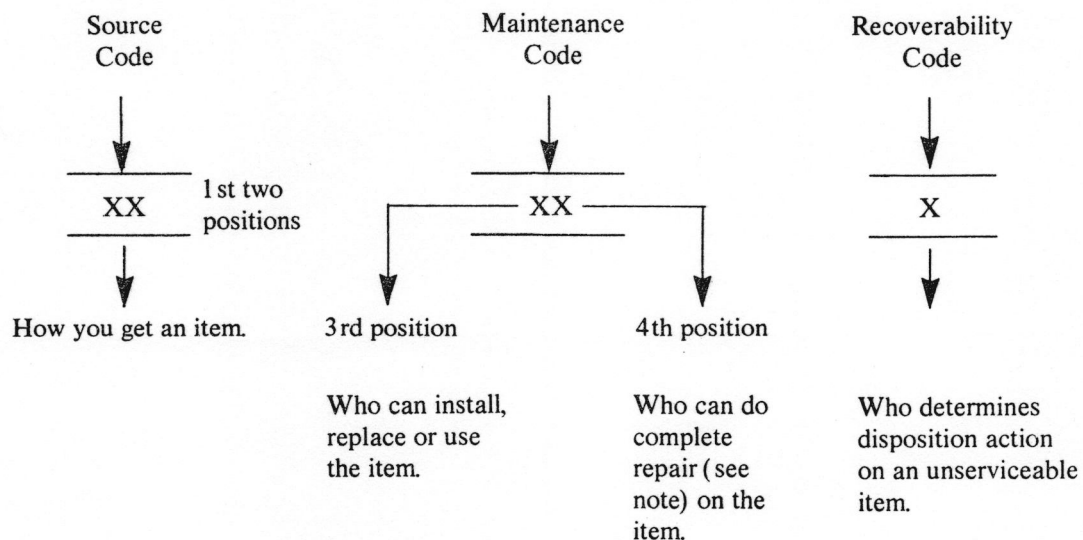 Source
Code
Maintenance
Code
Recoverability
Code
XX
1st two
positions
XX
X
How you get an item.
3rd position
4th position
Who can install,
replace or use
the item.
Who can do
complete
repair (see
note) on the
item.
Who determines
disposition action
on an unserviceable
item.